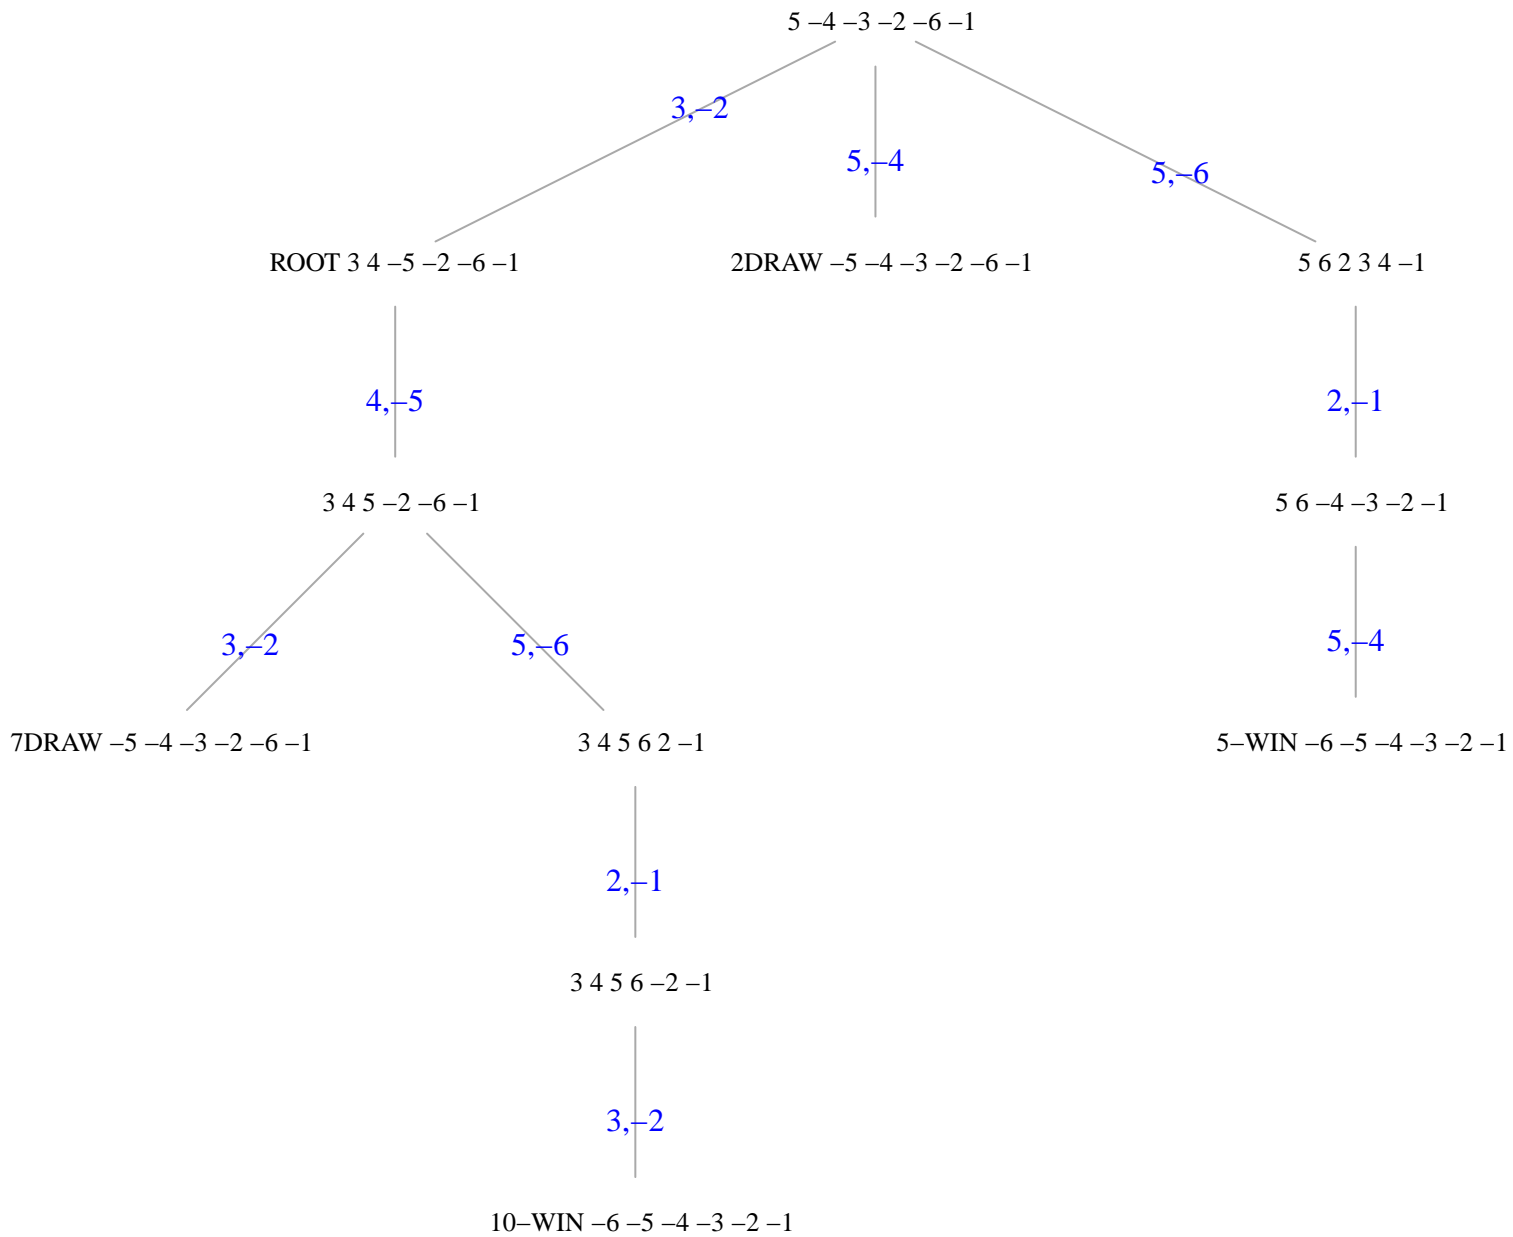 5 –4 –3 –2 –6 –1
3,–2
5,–4
5,–6
ROOT 3 4 –5 –2 –6 –1
2DRAW –5 –4 –3 –2 –6 –1
5 6 2 3 4 –1
4,–5
2,–1
3 4 5 –2 –6 –1
5 6 –4 –3 –2 –1
3,–2
5,–6
5,–4
7DRAW –5 –4 –3 –2 –6 –1
3 4 5 6 2 –1
5–WIN –6 –5 –4 –3 –2 –1
2,–1
3 4 5 6 –2 –1
3,–2
10–WIN –6 –5 –4 –3 –2 –1